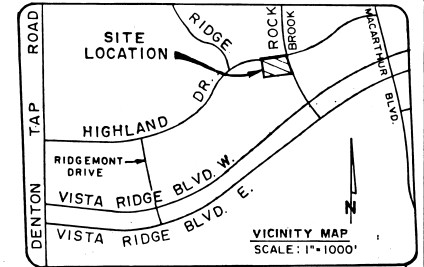 DENTON TAP ROAD
SITE
LOCATION
RIDGE
ROCK
BROOK
MACARTHUR BLVD.
HIGHLAND DR.
RIDGEMONT
DRIVE
VISTA RIDGE BLVD. W.
VISTA RIDGE BLVD. E.
N
VICINITY MAP
SCALE: 1"=1000'